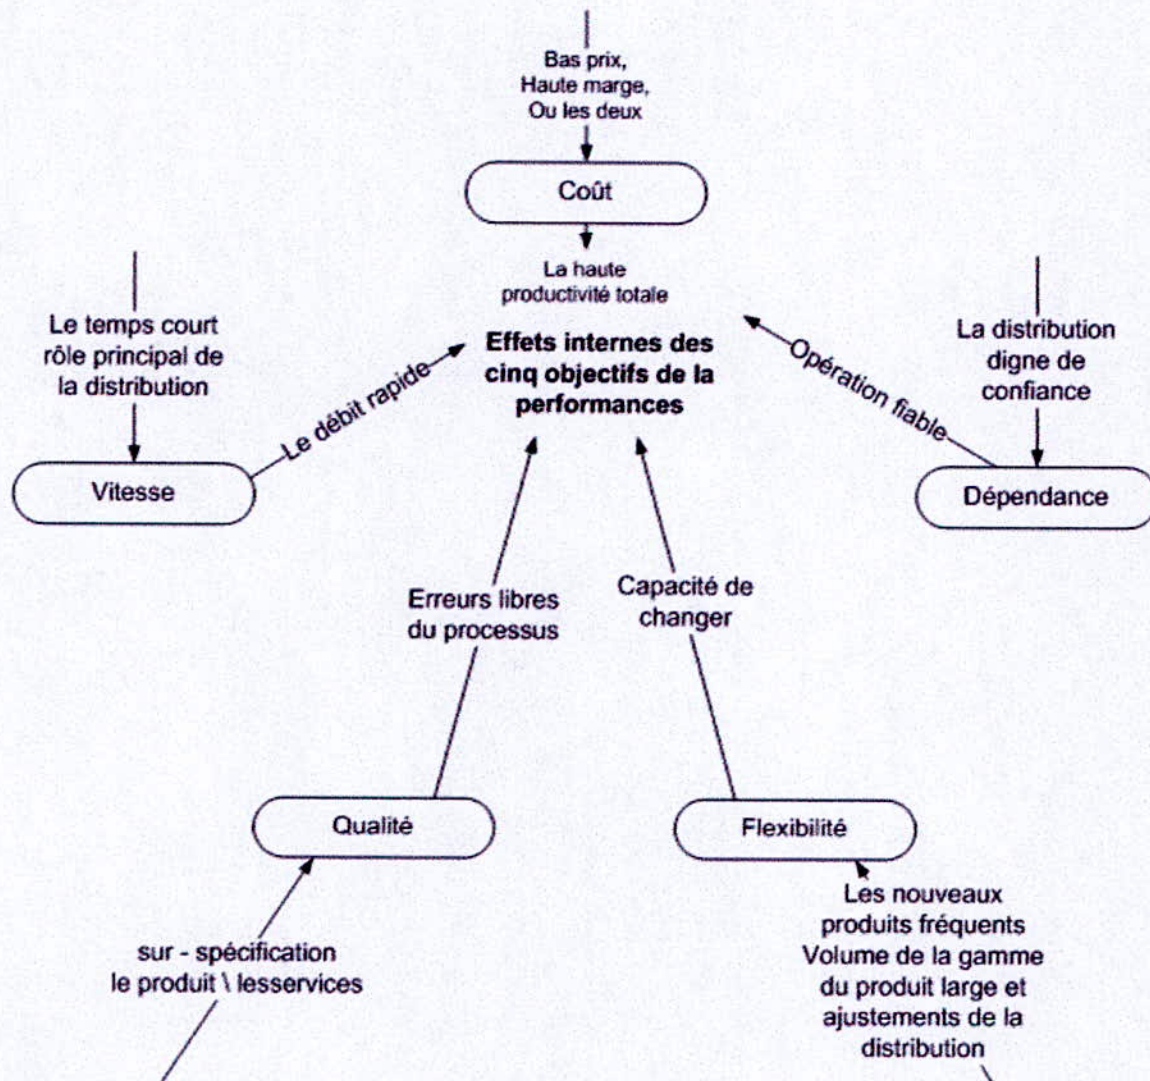 Bas prix,
Haute marge,
Ou les deux
Coût
La haute
productivité totale
Effets internes des
cinq objectifs de la
performances
Le temps court
rôle principal de
la distribution
Le débit rapide
Vitesse
Opération fiable
La distribution
digne de
confiance
Dépendance
Erreurs libres
du processus
Capacité de
changer
Qualité
Flexibilité
sur - spécification
le produit \ lesservices
Les nouveaux
produits fréquents
Volume de la gamme
du produit large et
ajustements de la
distribution